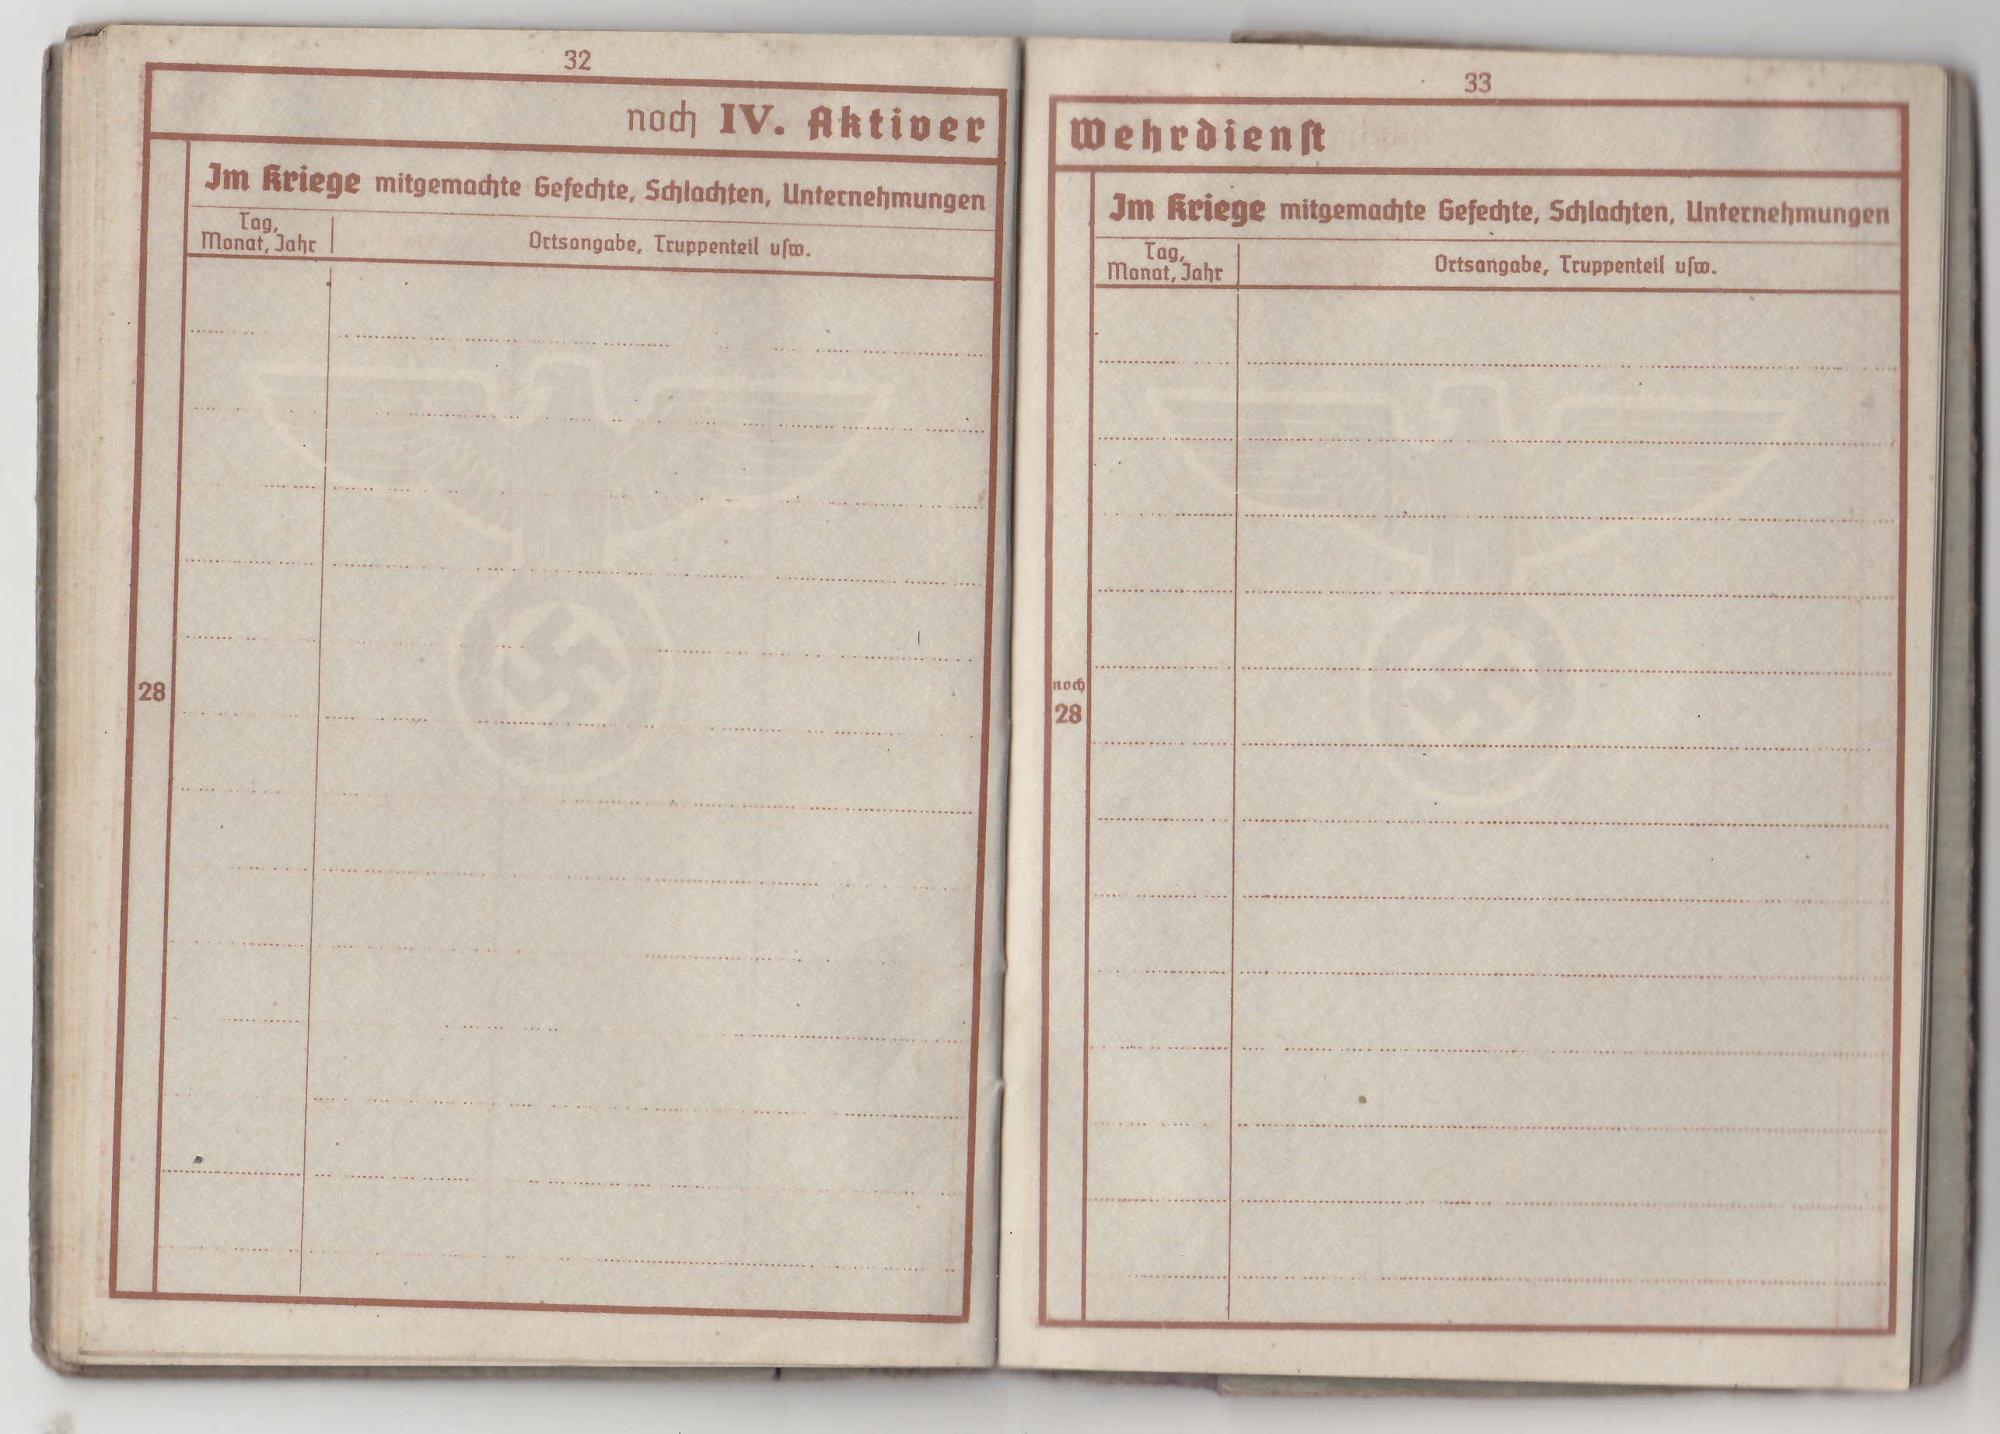 32
noch IV. Aktiver
Im Kriege mitgemachte Gefechte, Schlachten, Unternehmungen
Tag,
Monat, Jahr
Ortsangabe, Truppenteil uſw.
28
33
Wehrdienſt
Im Kriege mitgemachte Gefechte, Schlachten, Unternehmungen
Tag,
Monat, Jahr
Ortsangabe, Truppenteil uſw.
noch
28